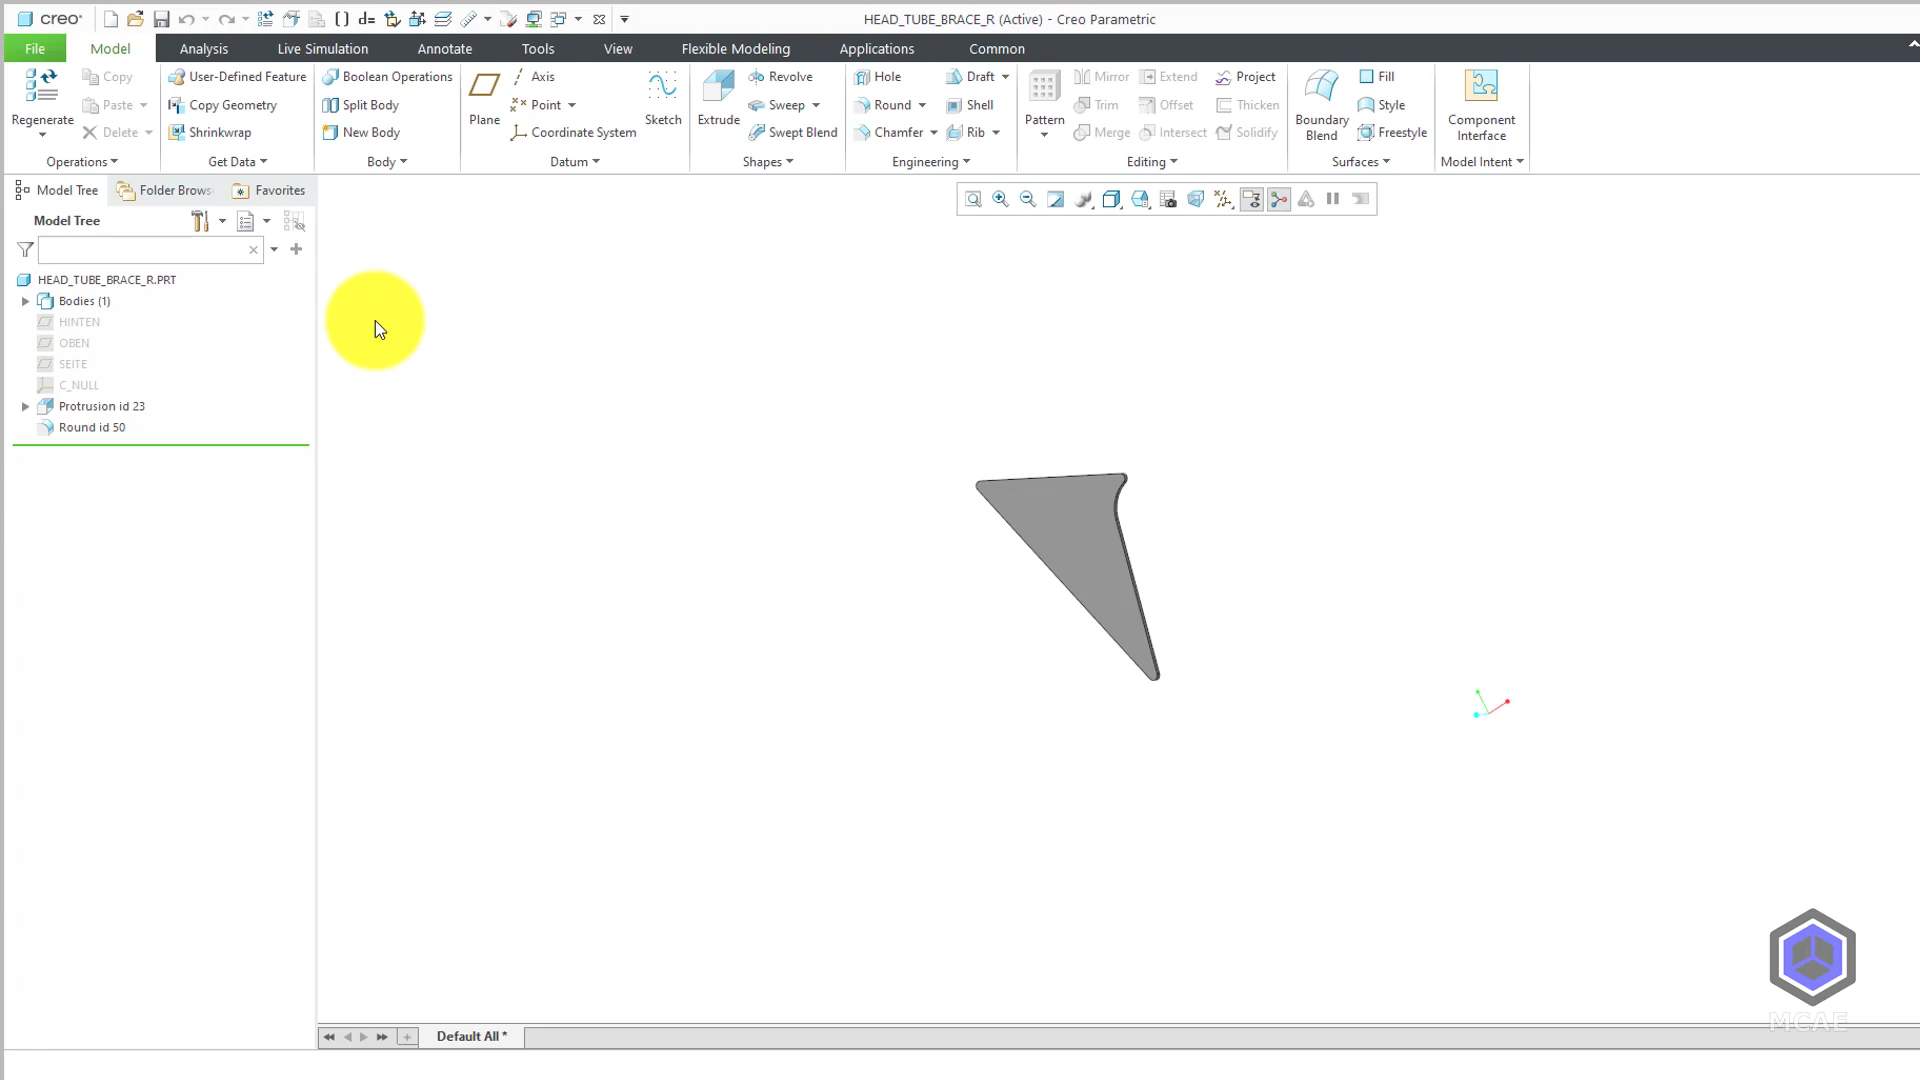 creo
[ ] d=
HEAD_TUBE_BRACE_R (Active) - Creo Parametric
File Model Analysis Live Simulation Annotate Tools View Flexible Modeling Applications Common
Regenerate
Copy
Paste
Delete
Operations
User-Defined Feature
Copy Geometry
Shrinkwrap
Get Data
Boolean Operations
Split Body
New Body
Body
Plane
Axis
Point
Coordinate System
Sketch
Datum
Extrude
Revolve
Sweep
Swept Blend
Shapes
Hole
Round
Chamfer
Draft
Shell
Rib
Engineering
Pattern
Mirror
Trim
Merge
Extend
Offset
Intersect
Project
Thicken
Solidify
Editing
Boundary
Blend
Fill
Style
Freestyle
Surfaces
Component
Interface
Model Intent
Model Tree Folder Brows Favorites
Model Tree
HEAD_TUBE_BRACE_R.PRT
Bodies (1)
HINTEN
OBEN
SEITE
C_NULL
Protrusion id 23
Round id 50
MCAE
Default All *